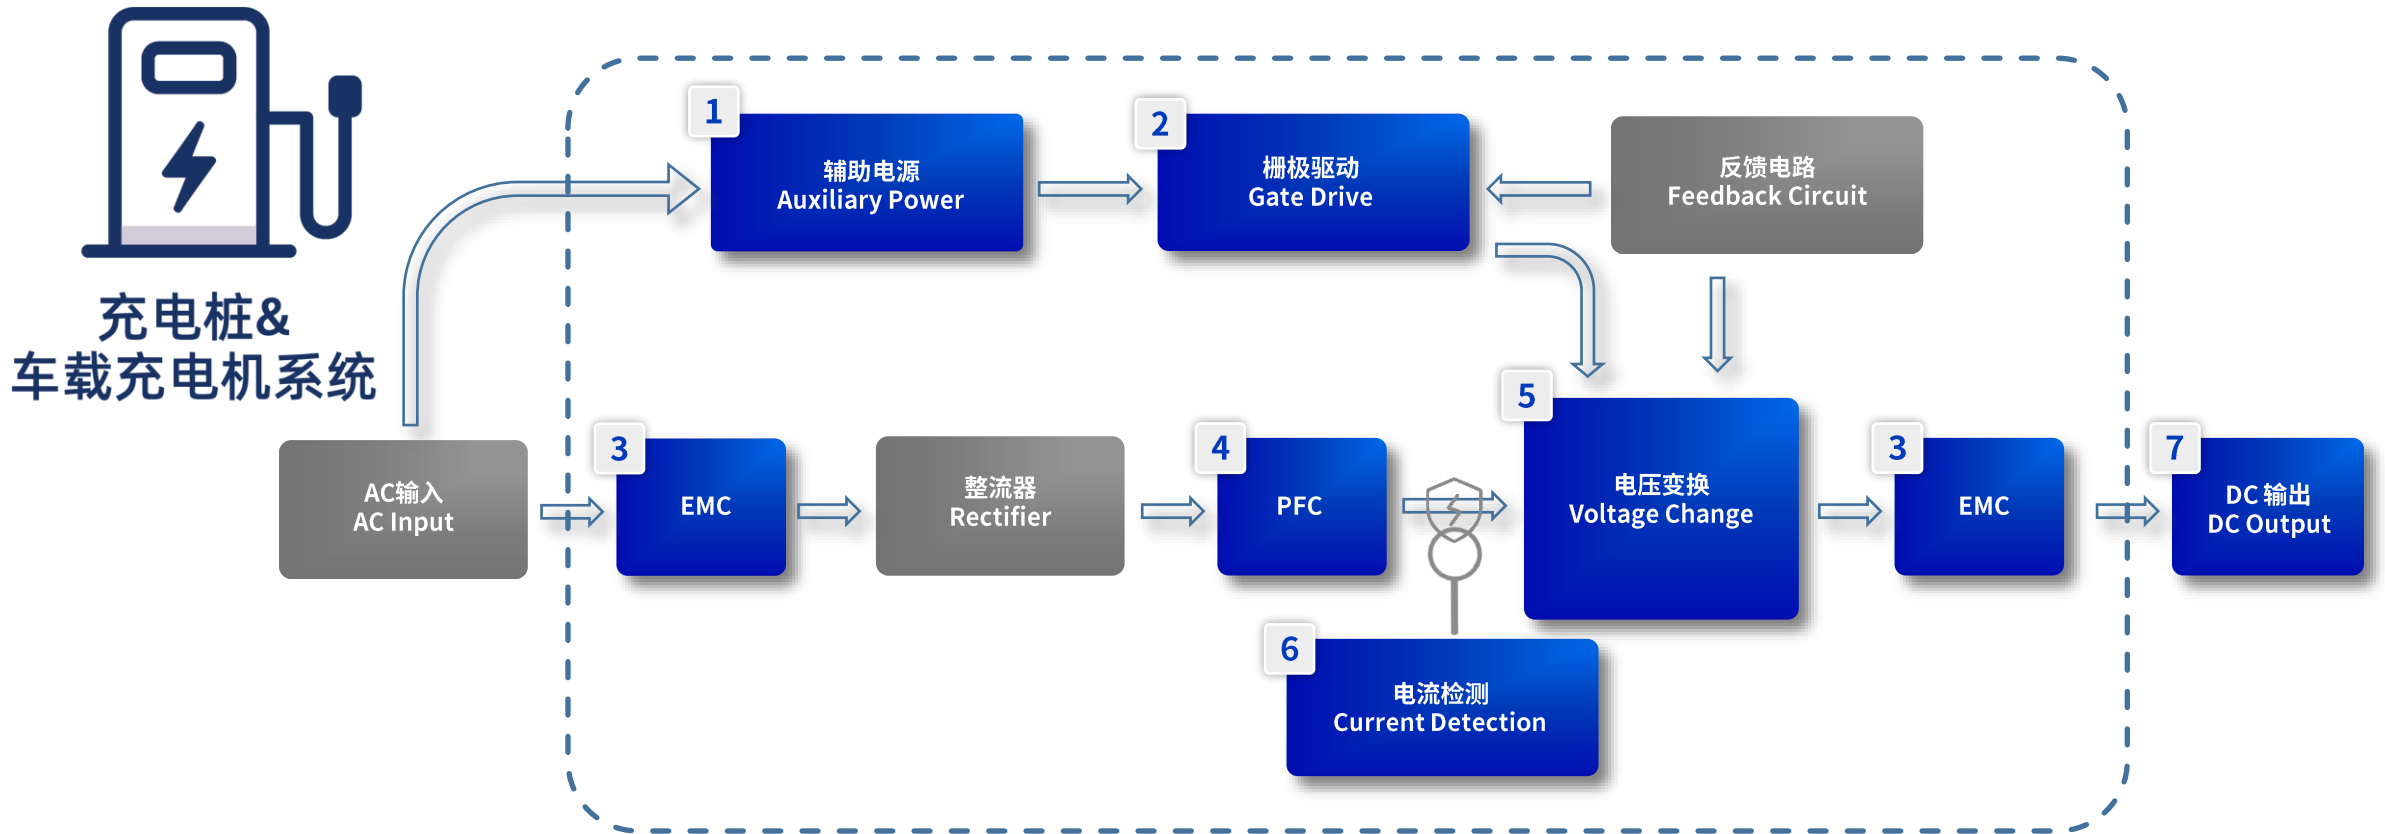 充电桩&
车载充电机系统
1
辅助电源
Auxiliary Power
2
栅极驱动
Gate Drive
反馈电路
Feedback Circuit
AC输入
AC Input
3
EMC
整流器
Rectifier
4
PFC
5
电压变换
Voltage Change
3
EMC
7
DC 输出
DC Output
6
电流检测
Current Detection